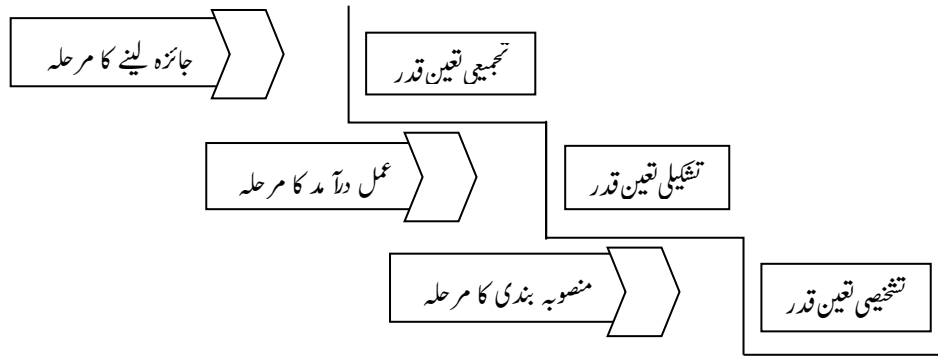 تجمیعی تعین قدر
جائزہ لینے کا مرحلہ
تشکیلی تعین قدر
عمل درآمد کا مرحلہ
تشخیصی تعین قدر
منصوبہ بندی کا مرحلہ